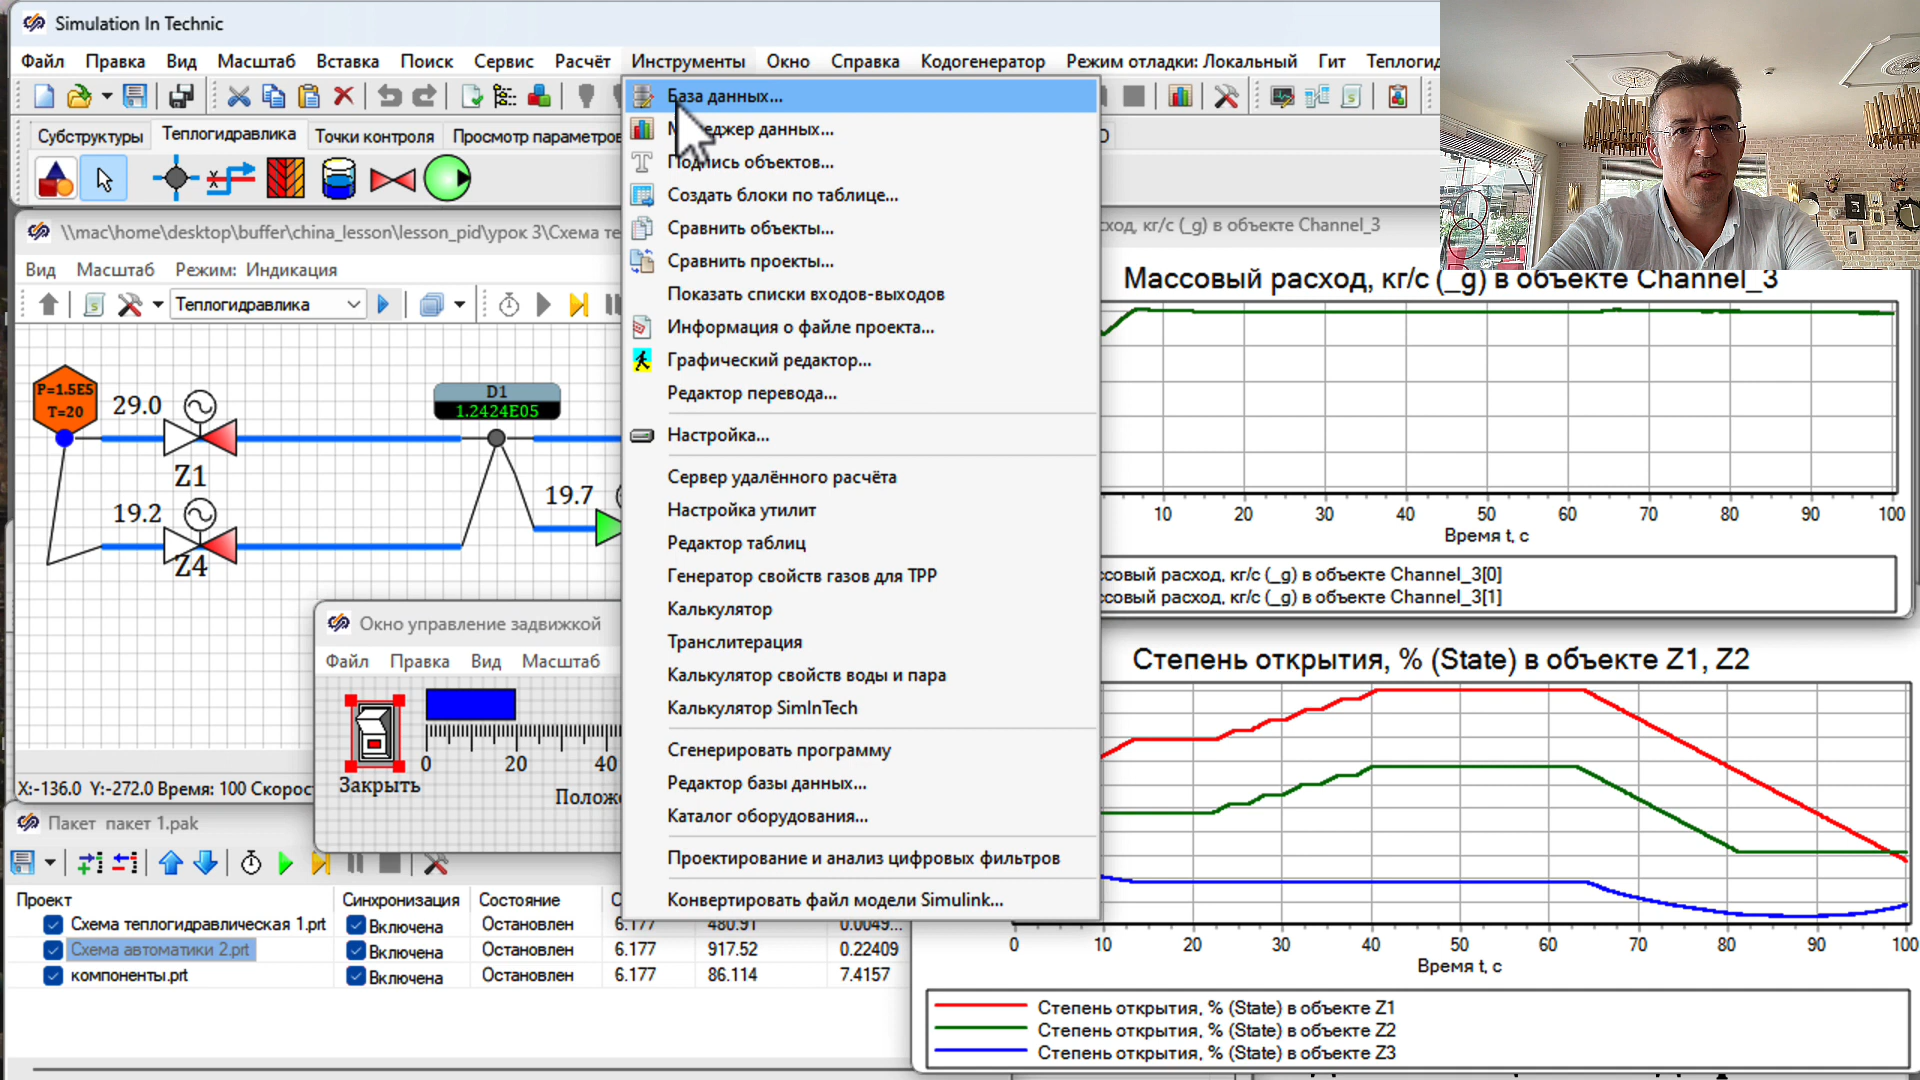 Simulation In Technic
Файл Правка Вид Масштаб Вставка Поиск Сервис Расчёт Инструменты Окно Справка Кодогенератор Режим отладки: Локальный Гит
Субструктуры Теплогидравлика Точки контроля Просмотр параметров
База данных...
Менеджер данных...
Подпись объектов...
Создать блоки по таблице...
Сравнить объекты...
Сравнить проекты...
Показать списки входов-выходов
Информация о файле проекта...
Графический редактор...
Редактор перевода...
Настройка...
Сервер удалённого расчёта
Настройка утилит
Редактор таблиц
Генератор свойств газов для ТРР
Калькулятор
Транслитерация
Калькулятор свойств воды и пара
Калькулятор SimInTech
Сгенерировать программу
Редактор базы данных...
Каталог оборудования...
Проектирование и анализ цифровых фильтров
Конвертировать файл модели Simulink...
\\mac\home\desktop\buffer\china_lesson\lesson_pid\урок 3\Схема те
Вид Масштаб Режим: Индикация
Теплогидравлика
P=1.5E5
T=20
29.0
Z1
19.2
Z4
D1
1.2424E05
19.7
X:-136.0 Y:-272.0 Время: 100 Скорос
Окно управление задвижкой
Файл Правка Вид Масштаб
0 20 40
Закрыть
Полож
Пакет пакет 1.pak
Проект Синхронизация Состояние
Схема теплогидравлическая 1.prt Включена Остановлен 6.177 480.91 0.0049...
Схема автоматики 2.prt Включена Остановлен 6.177 917.52 0.22409
компоненты.prt Включена Остановлен 6.177 86.114 7.4157
ход, кг/с (_g) в объекте Channel_3
Массовый расход, кг/с (_g) в объекте Channel_3
10 20 30 40 50 60 70 80 90 100
Время t, с
ссовый расход, кг/с (_g) в объекте Channel_3[0]
ссовый расход, кг/с (_g) в объекте Channel_3[1]
Степень открытия, % (State) в объекте Z1, Z2
0 10 20 30 40 50 60 70 80 90 100
Время t, с
Степень открытия, % (State) в объекте Z1
Степень открытия, % (State) в объекте Z2
Степень открытия, % (State) в объекте Z3